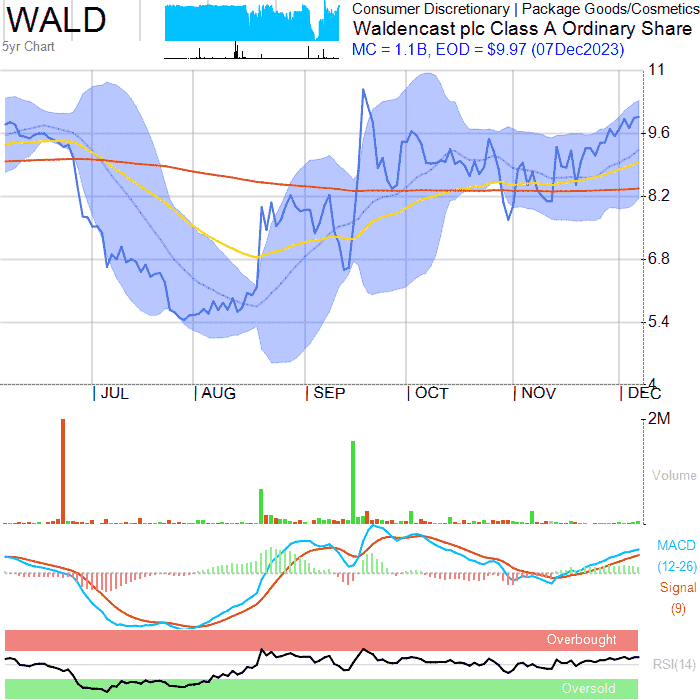 WALD
5yr Chart
Consumer Discretionary | Package Goods/Cosmetics
Waldencast plc Class A Ordinary Share
MC = 1.1B, EOD = $9.97 (07Dec2023)
11
9.6
8.2
6.8
5.4
4
| JUL | AUG | SEP | OCT | NOV | DEC
2M
Volume
MACD
(12-26)
Signal
(9)
Overbought
RSI(14)
Oversold